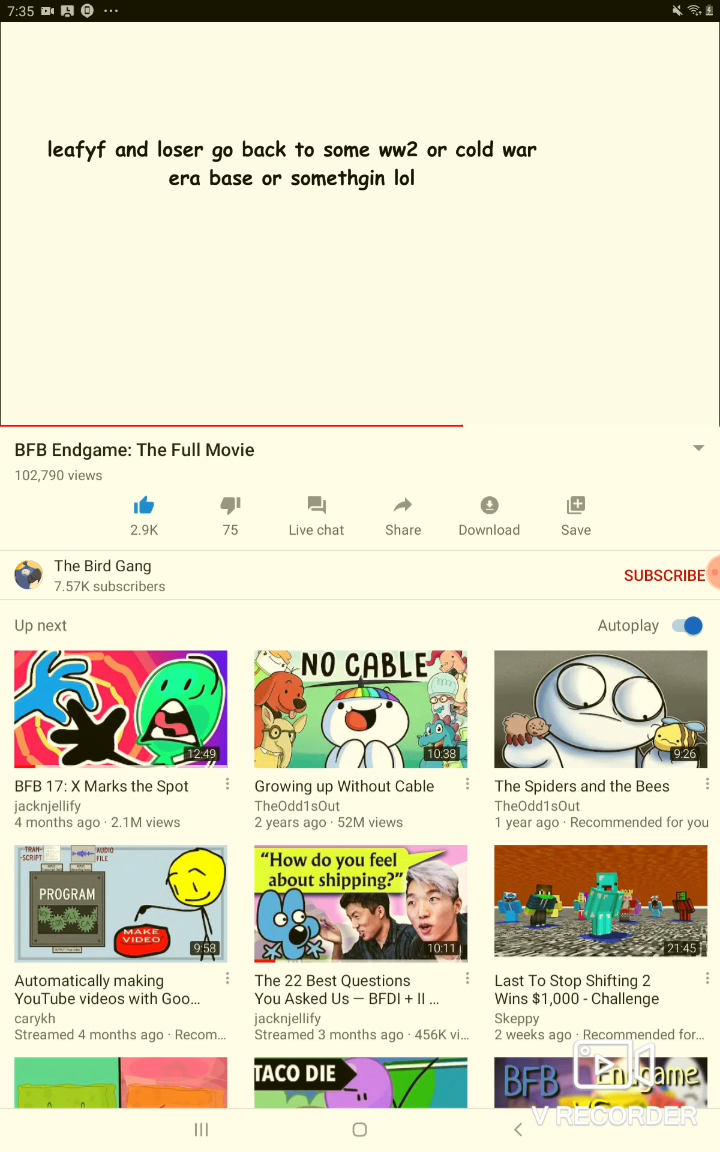 7:35
leafyf and loser go back to some ww2 or cold war
era base or somethgin lol
BFB Endgame: The Full Movie
102,790 views
2.9K
75
Live chat
Share
Download
Save
The Bird Gang
7.57K subscribers
SUBSCRIBE
Up next
Autoplay
12:49
BFB 17: X Marks the Spot
jacknjellify
4 months ago · 2.1M views
NO CABLE
10:38
Growing up Without Cable
TheOdd1sOut
2 years ago · 52M views
9:26
The Spiders and the Bees
TheOdd1sOut
1 year ago · Recommended for you
TRAN-
-SCRIPT
AUDIO
FILE
PROGRAM
MAKE
VIDEO
9:58
Automatically making
YouTube videos with Goo…
carykh
Streamed 4 months ago · Recom…
“How do you feel
about shipping?”
10:11
The 22 Best Questions
You Asked Us — BFDI + II …
jacknjellify
Streamed 3 months ago · 456K vi…
21:45
Last To Stop Shifting 2
Wins $1,000 - Challenge
Skeppy
2 weeks ago · Recommended for…
TACO DIE
BFB Endgame
V RECORDER